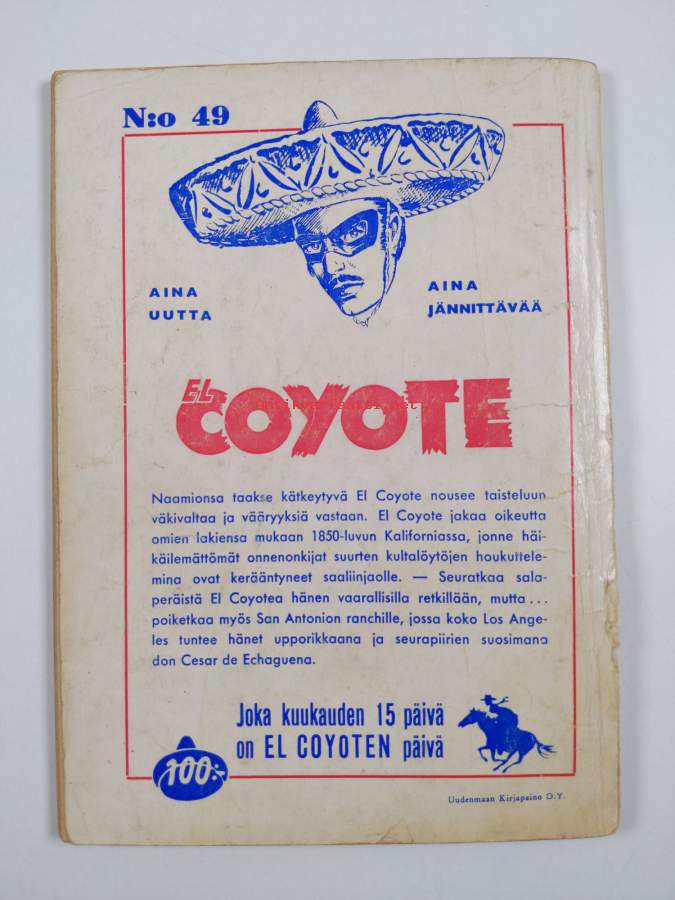 N:o 49
AINA
UUTTA
AINA
JÄNNITTÄVÄÄ
EL
COYOTE
Naamionsa taakse kätkeytyvä El Coyote nousee taisteluun
väkivaltaa ja vääryyksiä vastaan. El Coyote jakaa oikeutta
omien lakiensa mukaan 1850-luvun Kaliforniassa, jonne häi-
käilemättömät onnenonkijat suurten kultalöytöjen houkuttele-
mina ovat kerääntyneet saaliinjaolle. — Seuratkaa sala-
peräistä El Coyotea hänen vaarallisilla retkillään, mutta ...
poiketkaa myös San Antonion ranchille, jossa koko Los Ange-
les tuntee hänet upporikkaana ja seurapiirien suosimana
don Cesar de Echaguena.
Joka kuukauden 15 päivä
on EL COYOTEN päivä
100:-
Uudenmaan Kirjapaino O.Y.